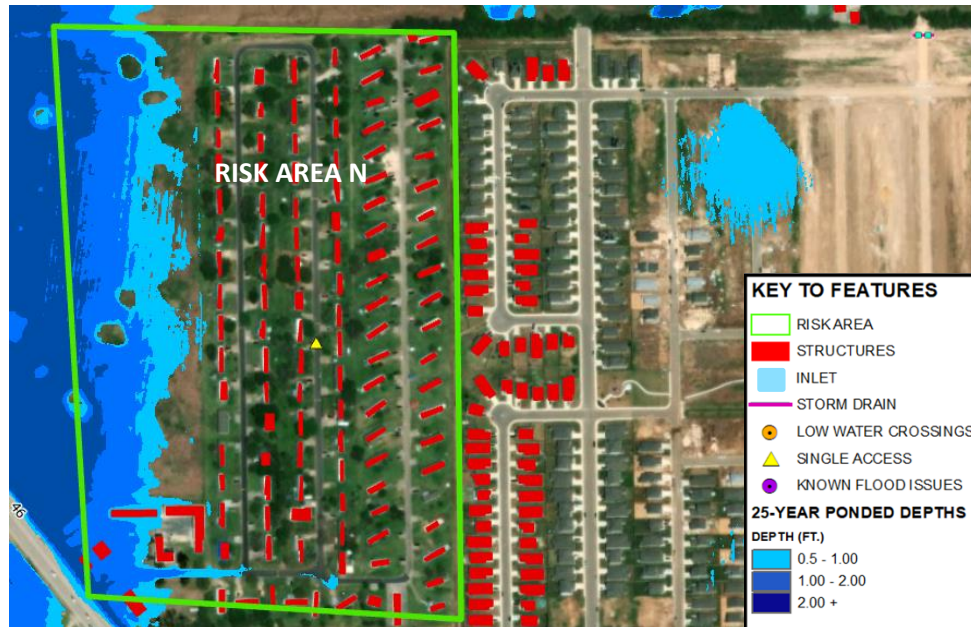 RISK AREA N
46
KEY TO FEATURES
RISK AREA
STRUCTURES
INLET
STORM DRAIN
LOW WATER CROSSINGS
SINGLE ACCESS
KNOWN FLOOD ISSUES
25-YEAR PONDED DEPTHS
DEPTH (FT.)
0.5 - 1.00
1.00 - 2.00
2.00 +